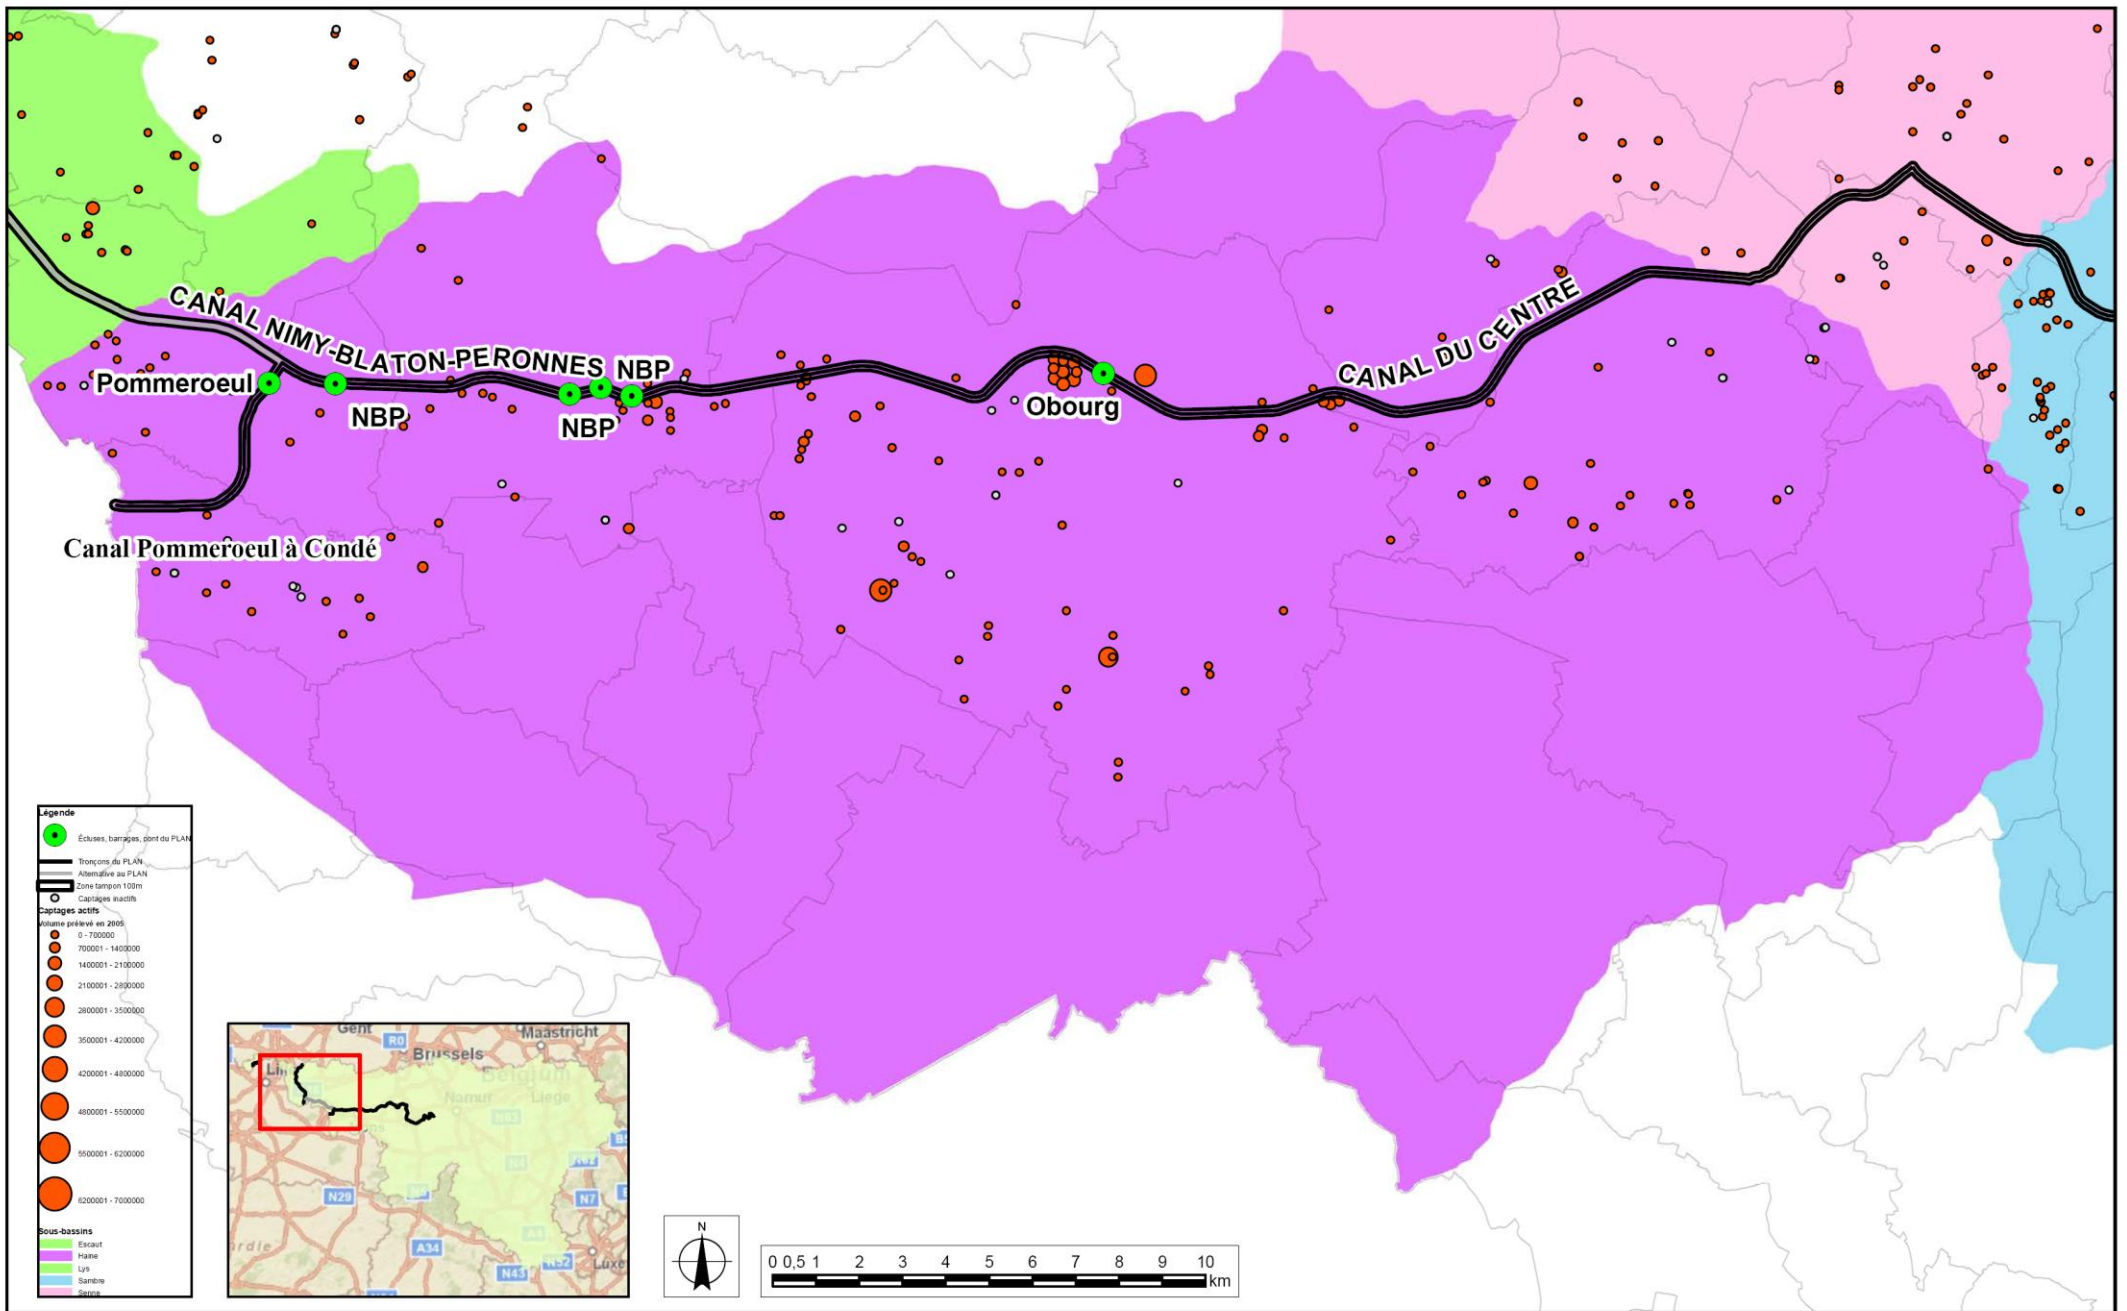 CANAL NIMY-BLATON-PERONNES
NBP
Pommeroeul
NBP
NBP
Obourg
CANAL DU CENTRE
Canal Pommeroeul à Condé
Légende
Écluses, barrages, pont du PLAN
Tronçons du PLAN
Alternative au PLAN
Zone tampon 100m
Captages inactifs
Captages actifs
Volume prélevé en 2005
0 - 700000
700001 - 1400000
1400001 - 2100000
2100001 - 2800000
2800001 - 3500000
3500001 - 4200000
4200001 - 4800000
4800001 - 5500000
5500001 - 6200000
6200001 - 7000000
Sous-bassins
Escaut
Haine
Lys
Sambre
Senne
Gent
Maastricht
R0
Brussels
Belgium
Namur
Liege
N63
N4
N29
N7
A34
N43
N
0 0,5 1 2 3 4 5 6 7 8 9 10
km